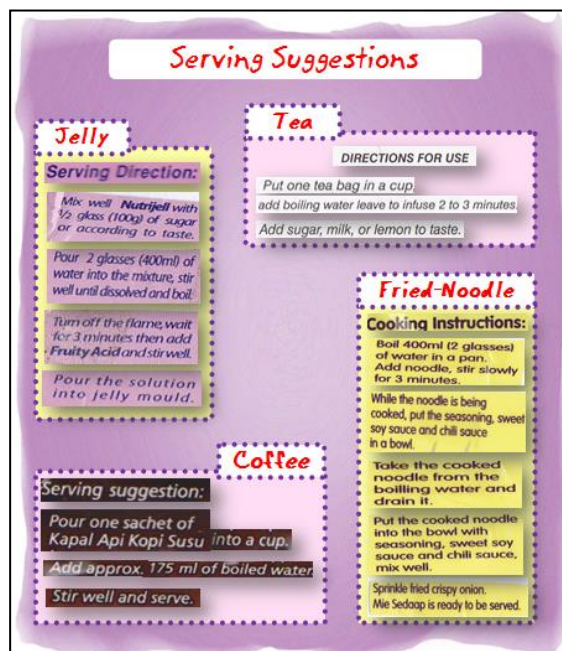 Serving Suggestions
Jelly
Serving Direction:
Mix well Nutrijell with
½ glass (100g) of sugar
or according to taste.
Pour 2 glasses (400ml) of
water into the mixture, stir
well until dissolved and boil.
Turn off the flame, wait
for 3 minutes then add
Fruity Acid and stir well.
Pour the solution
into jelly mould.
Tea
DIRECTIONS FOR USE
Put one tea bag in a cup,
add boiling water leave to infuse 2 to 3 minutes.
Add sugar, milk, or lemon to taste.
Fried-Noodle
Cooking Instructions:
Boil 400ml (2 glasses)
of water in a pan.
Add noodle, stir slowly
for 3 minutes.
While the noodle is being
cooked, put the seasoning, sweet
soy sauce and chili sauce
in a bowl.
Take the cooked
noodle from the
boilling water and
drain it.
Put the cooked noodle
into the bowl with
seasoning, sweet soy
sauce and chili sauce,
mix well.
Sprinkle fried crispy onion.
Mie Sedaap is ready to be served.
Coffee
Serving suggestion:
Pour one sachet of
Kapal Api Kopi Susu into a cup.
Add approx. 175 ml of boiled water.
Stir well and serve.